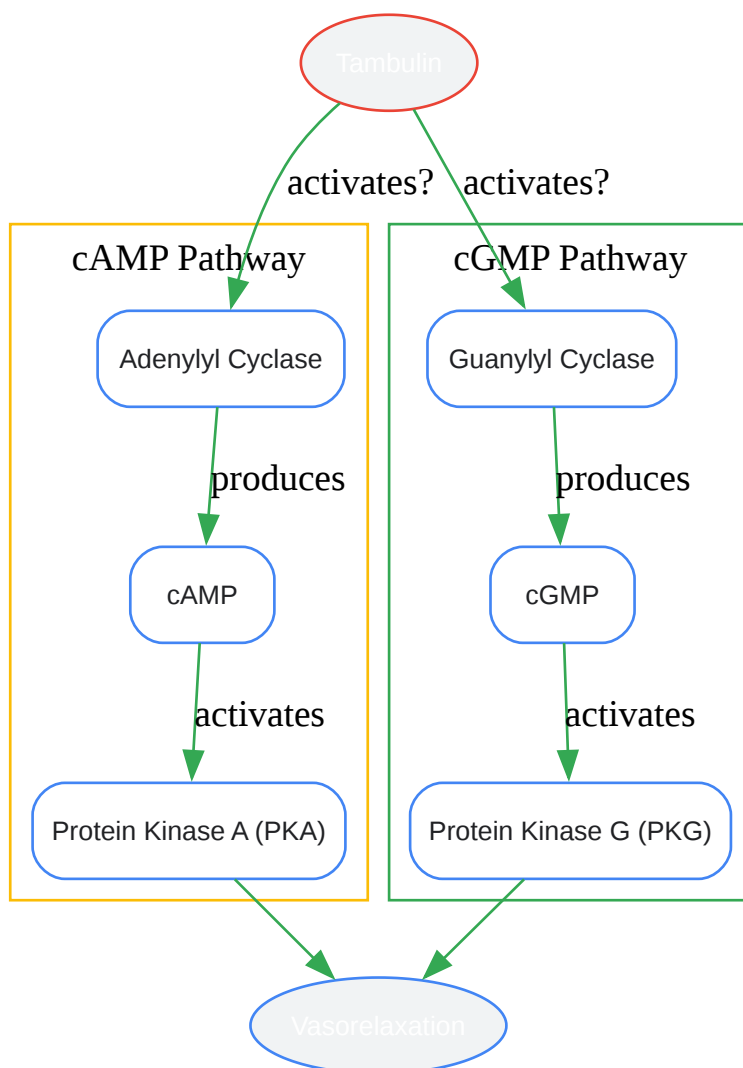 Tambulin
activates? activates?
cAMP Pathway cGMP Pathway
Adenylyl Cyclase Guanylyl Cyclase
produces produces
cAMP cGMP
activates activates
Protein Kinase A (PKA) Protein Kinase G (PKG)
Vasorelaxation